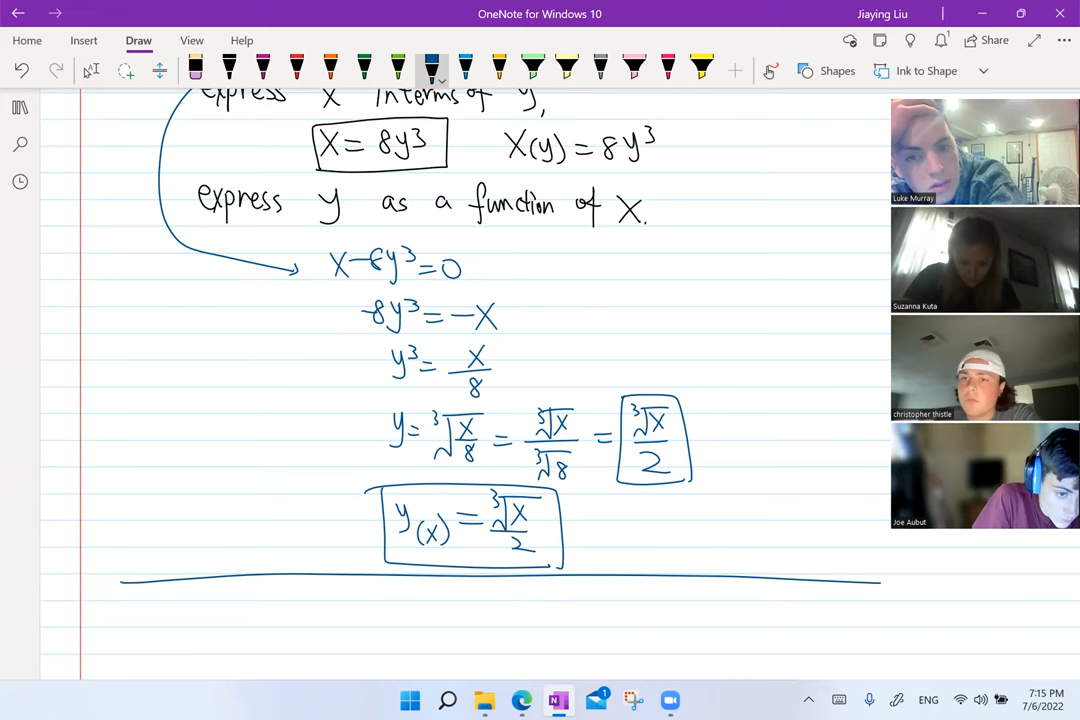 OneNote for Windows 10
Jiaying Liu
Home Insert Draw View Help
Share
Shapes
Ink to Shape
express x in terms of y,
x = 8y³ x(y) = 8y³
express y as a function of x.
x - 8y³ = 0
-8y³ = -x
y³ = x/8
y = ∛(x/8) = ∛x/∛8 = ∛x/2
y(x) = ∛x/2
Luke Murray
Suzanna Kuta
christopher thistle
Joe Aubut
1
ENG
7:15 PM
7/6/2022